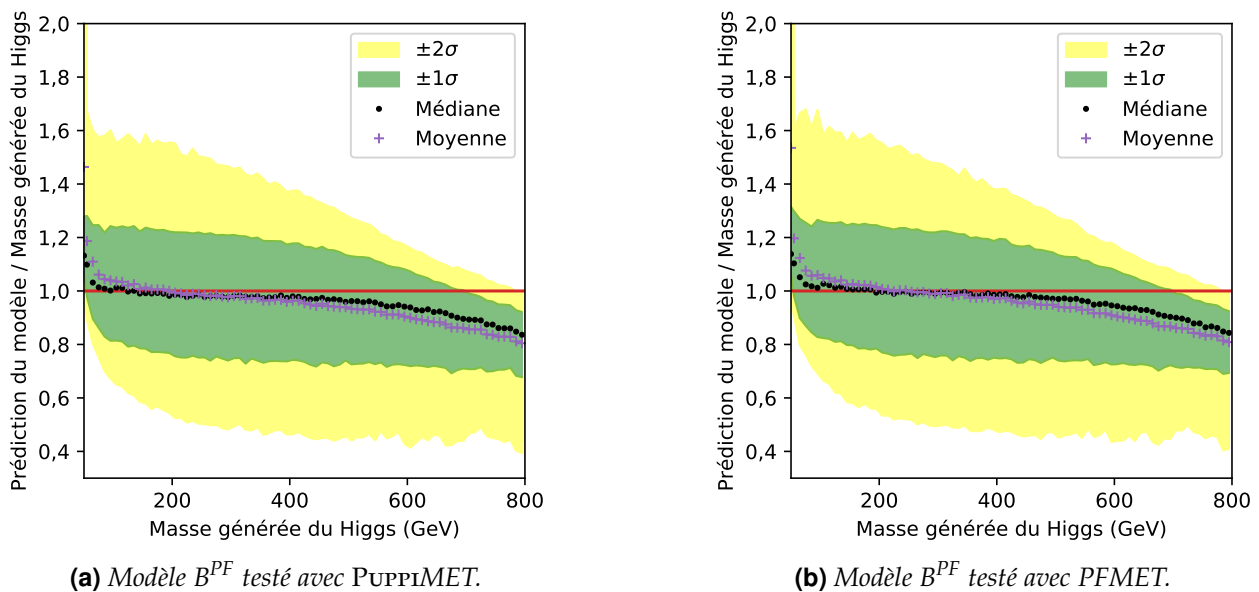 Prédiction du modèle / Masse générée du Higgs
2,0
1,8
1,6
1,4
1,2
1,0
0,8
0,6
0,4
±2σ
±1σ
Médiane
Moyenne
200
400
600
800
Masse générée du Higgs (GeV)
(a) Modèle B^PF testé avec PUPPIMET.
Prédiction du modèle / Masse générée du Higgs
2,0
1,8
1,6
1,4
1,2
1,0
0,8
0,6
0,4
±2σ
±1σ
Médiane
Moyenne
200
400
600
800
Masse générée du Higgs (GeV)
(b) Modèle B^PF testé avec PFMET.